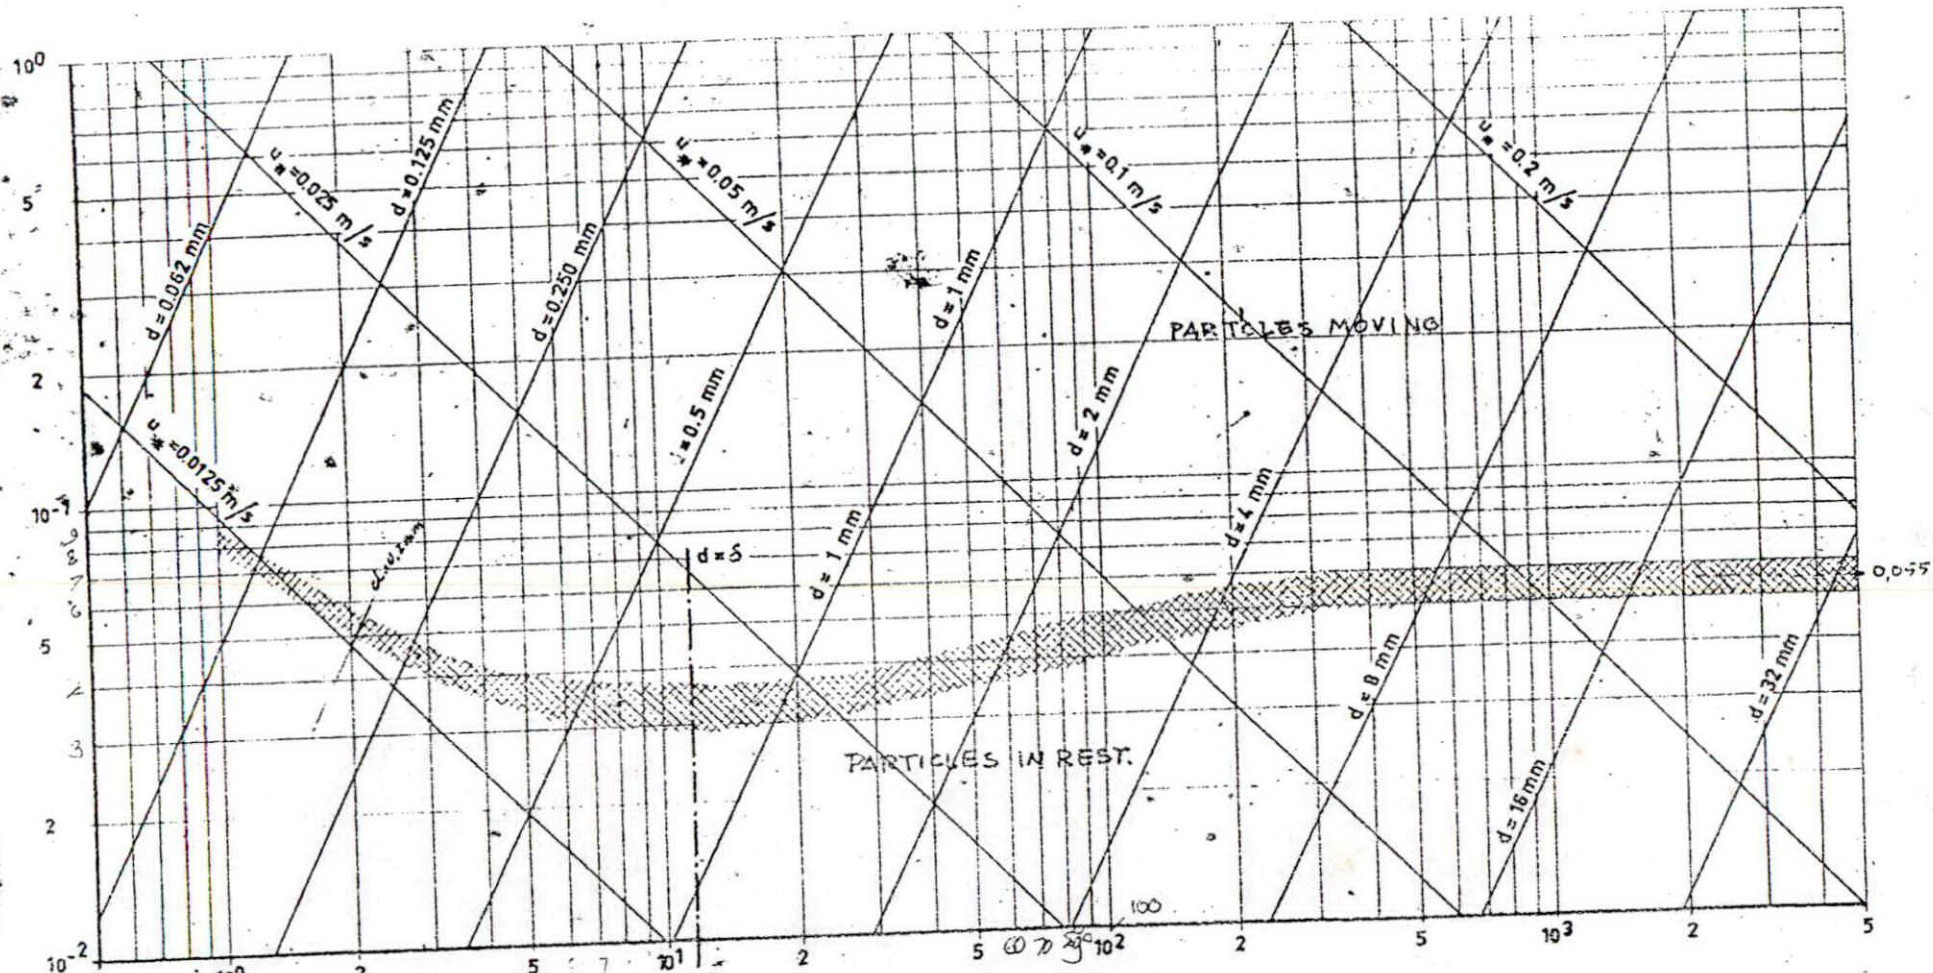 10⁰
5
2
10⁻¹
9
8
7
6
5
4
3
2
10⁻²
d = 0.062 mm
u* = 0.025 m/s
d = 0.125 mm
d = 0.250 mm
u* = 0.05 m/s
d = 1 mm
u* = 0.1 m/s
u* = 0.2 m/s
PARTCLES MOVING
u* = 0.0125 m/s
= 0.5 mm
d = 2 mm
d = 4 mm
d = δ
d = 1 mm
0,055
PARTICLES IN REST.
d = 8 mm
d = 16 mm
d = 32 mm
100
10⁰
2
5
7
10¹
2
5
60
70
10²
2
5
10³
2
5